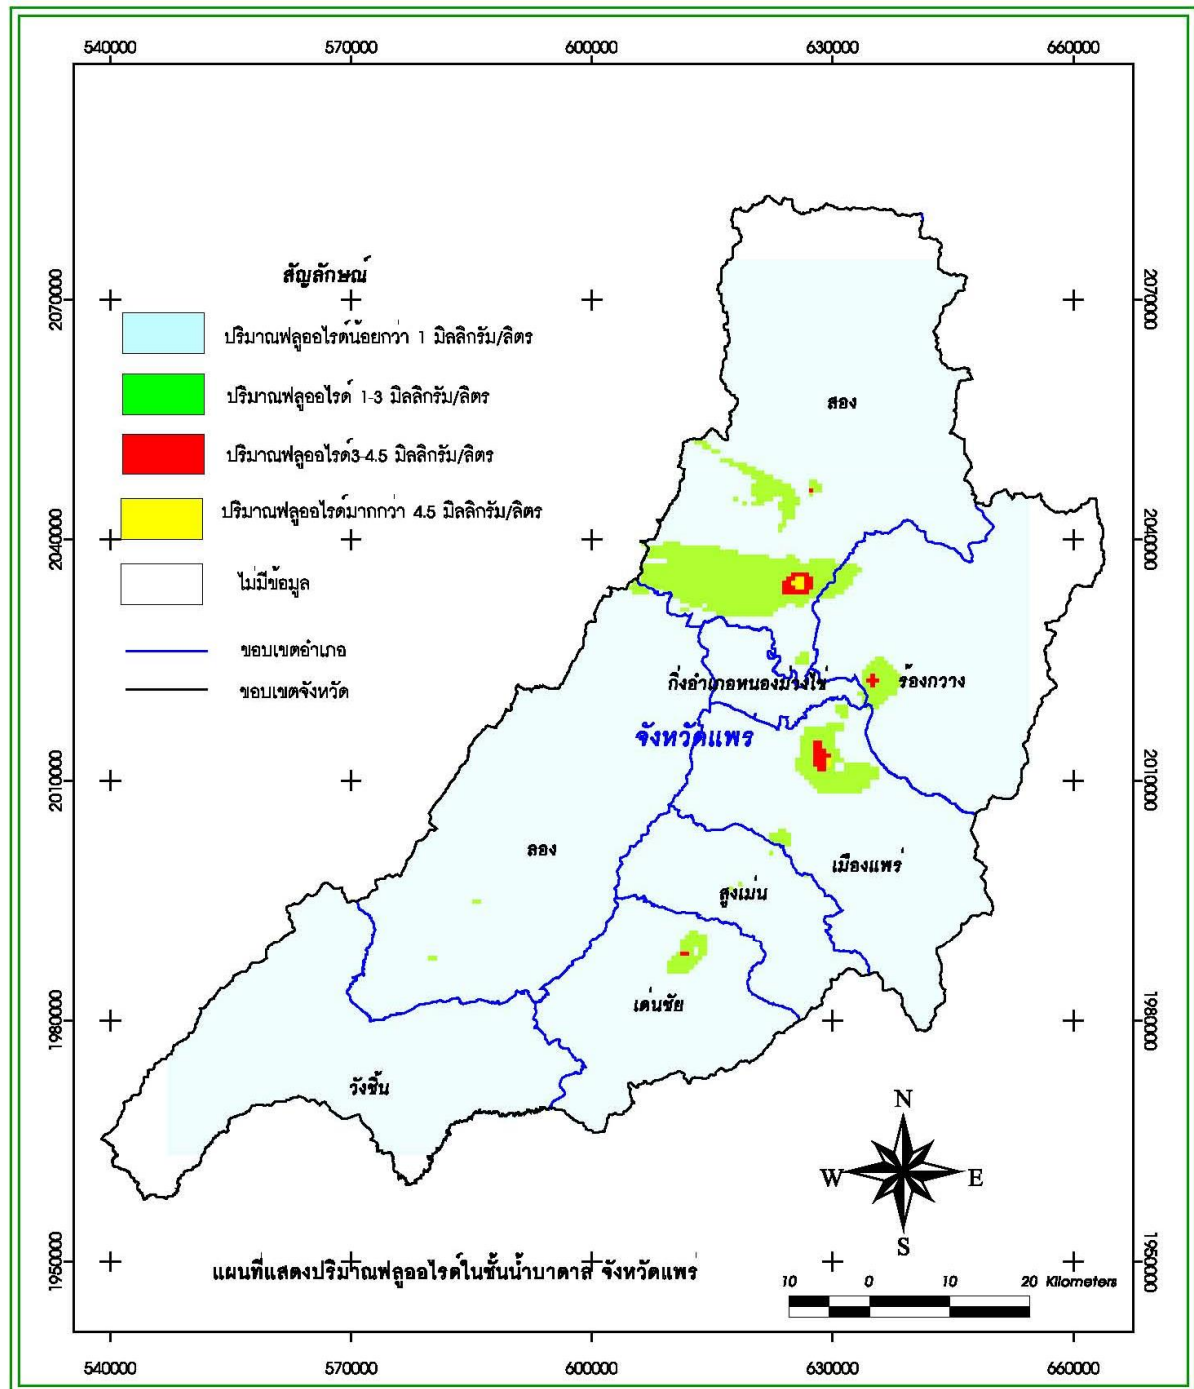 540000 570000 600000 630000 660000
2070000
2070000
2040000
2040000
2010000
2010000
1980000
1980000
1950000
1950000
สัญลักษณ์
ปริมาณฟลูออไรด์น้อยกว่า 1 มิลลิกรัม/ลิตร
ปริมาณฟลูออไรด์ 1-3 มิลลิกรัม/ลิตร
ปริมาณฟลูออไรด์3-4.5 มิลลิกรัม/ลิตร
ปริมาณฟลูออไรด์มากกว่า 4.5 มิลลิกรัม/ลิตร
ไม่มีข้อมูล
ขอบเขตอำเภอ
ขอบเขตจังหวัด
สอง
กิ่งอำเภอหนองม่วงไข่
ร้องกวาง
จังหวัดแพร่
ลอง
เมืองแพร่
สูงเม่น
เด่นชัย
วังชิ้น
N
W E
S
แผนที่แสดงปริมาณฟลูออไรด์ในชั้นน้ำบาดาล จังหวัดแพร่
10 0 10 20 Kilometers
540000 570000 600000 630000 660000